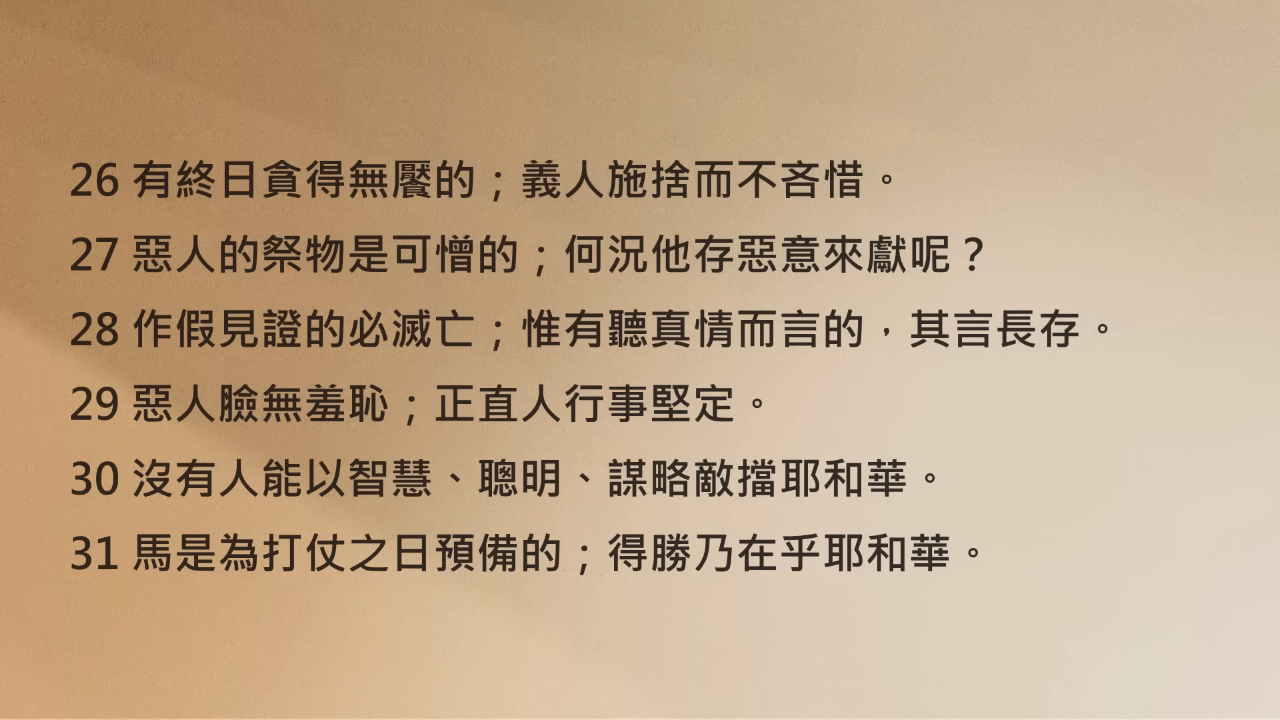 26 有終日貪得無饜的；義人施捨而不吝惜。
27 惡人的祭物是可憎的；何況他存惡意來獻呢？
28 作假見證的必滅亡；惟有聽真情而言的，其言長存。
29 惡人臉無羞恥；正直人行事堅定。
30 沒有人能以智慧、聰明、謀略敵擋耶和華。
31 馬是為打仗之日預備的；得勝乃在乎耶和華。